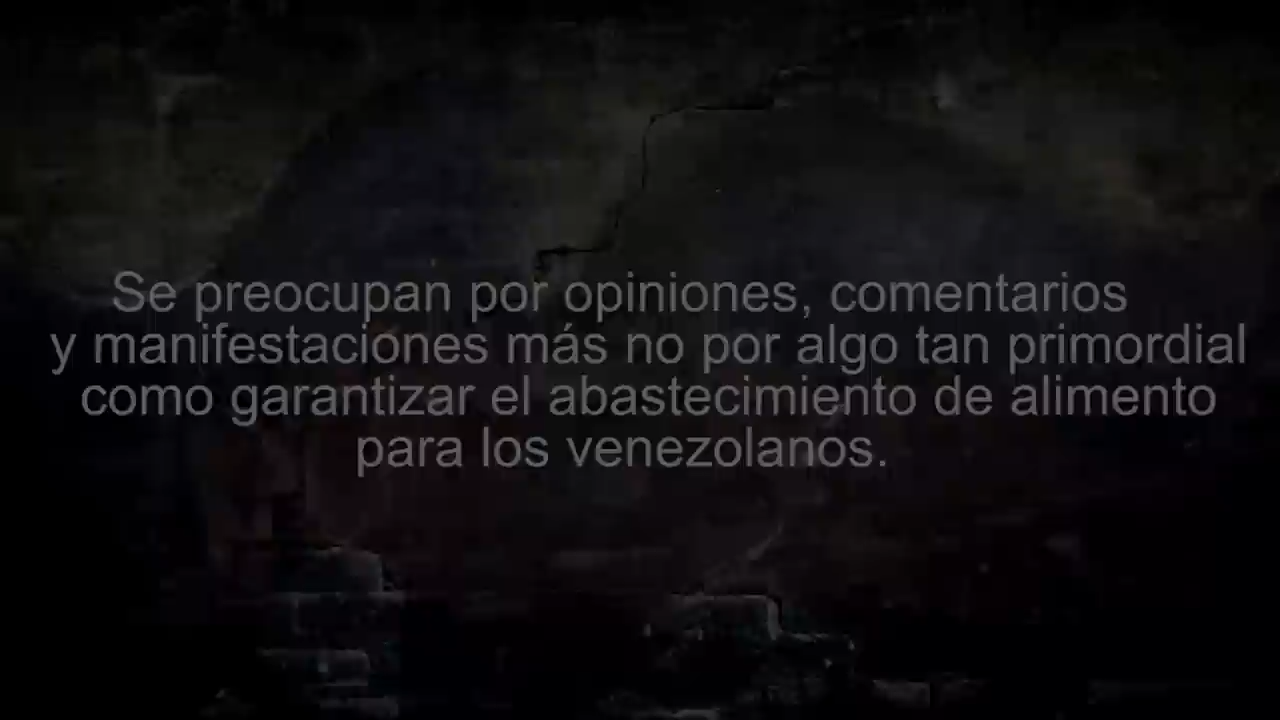 Se preocupan por opiniones, comentarios
y manifestaciones más no por algo tan primordial
como garantizar el abastecimiento de alimento
para los venezolanos.